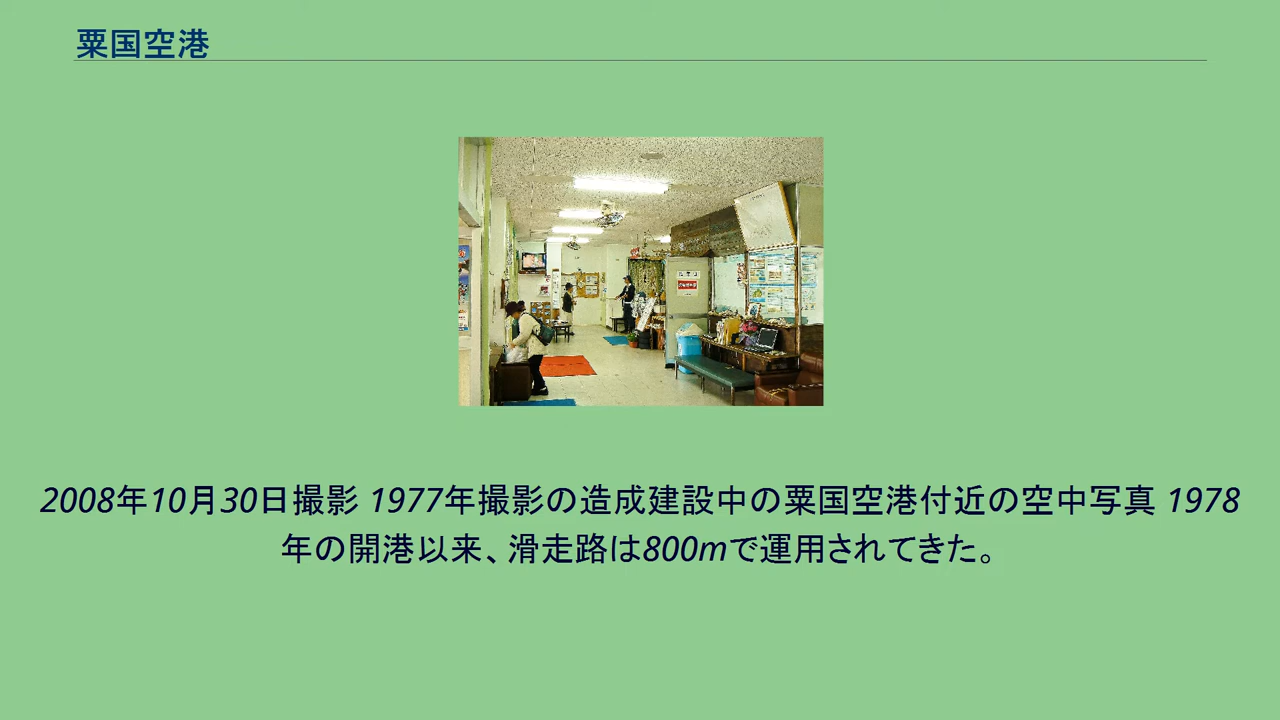 粟国空港
2008年10月30日撮影 1977年撮影の造成建設中の粟国空港付近の空中写真 1978
年の開港以来、滑走路は800mで運用されてきた。